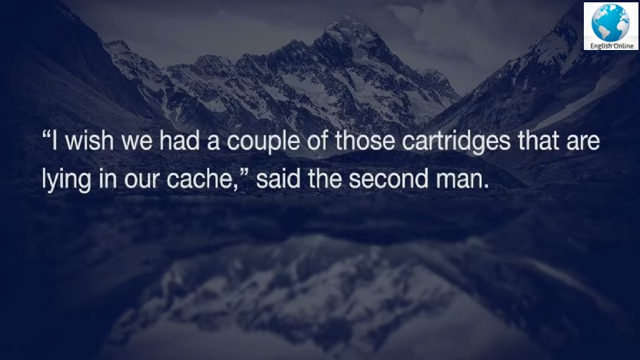 English Online
“I wish we had a couple of those cartridges that are
lying in our cache,” said the second man.